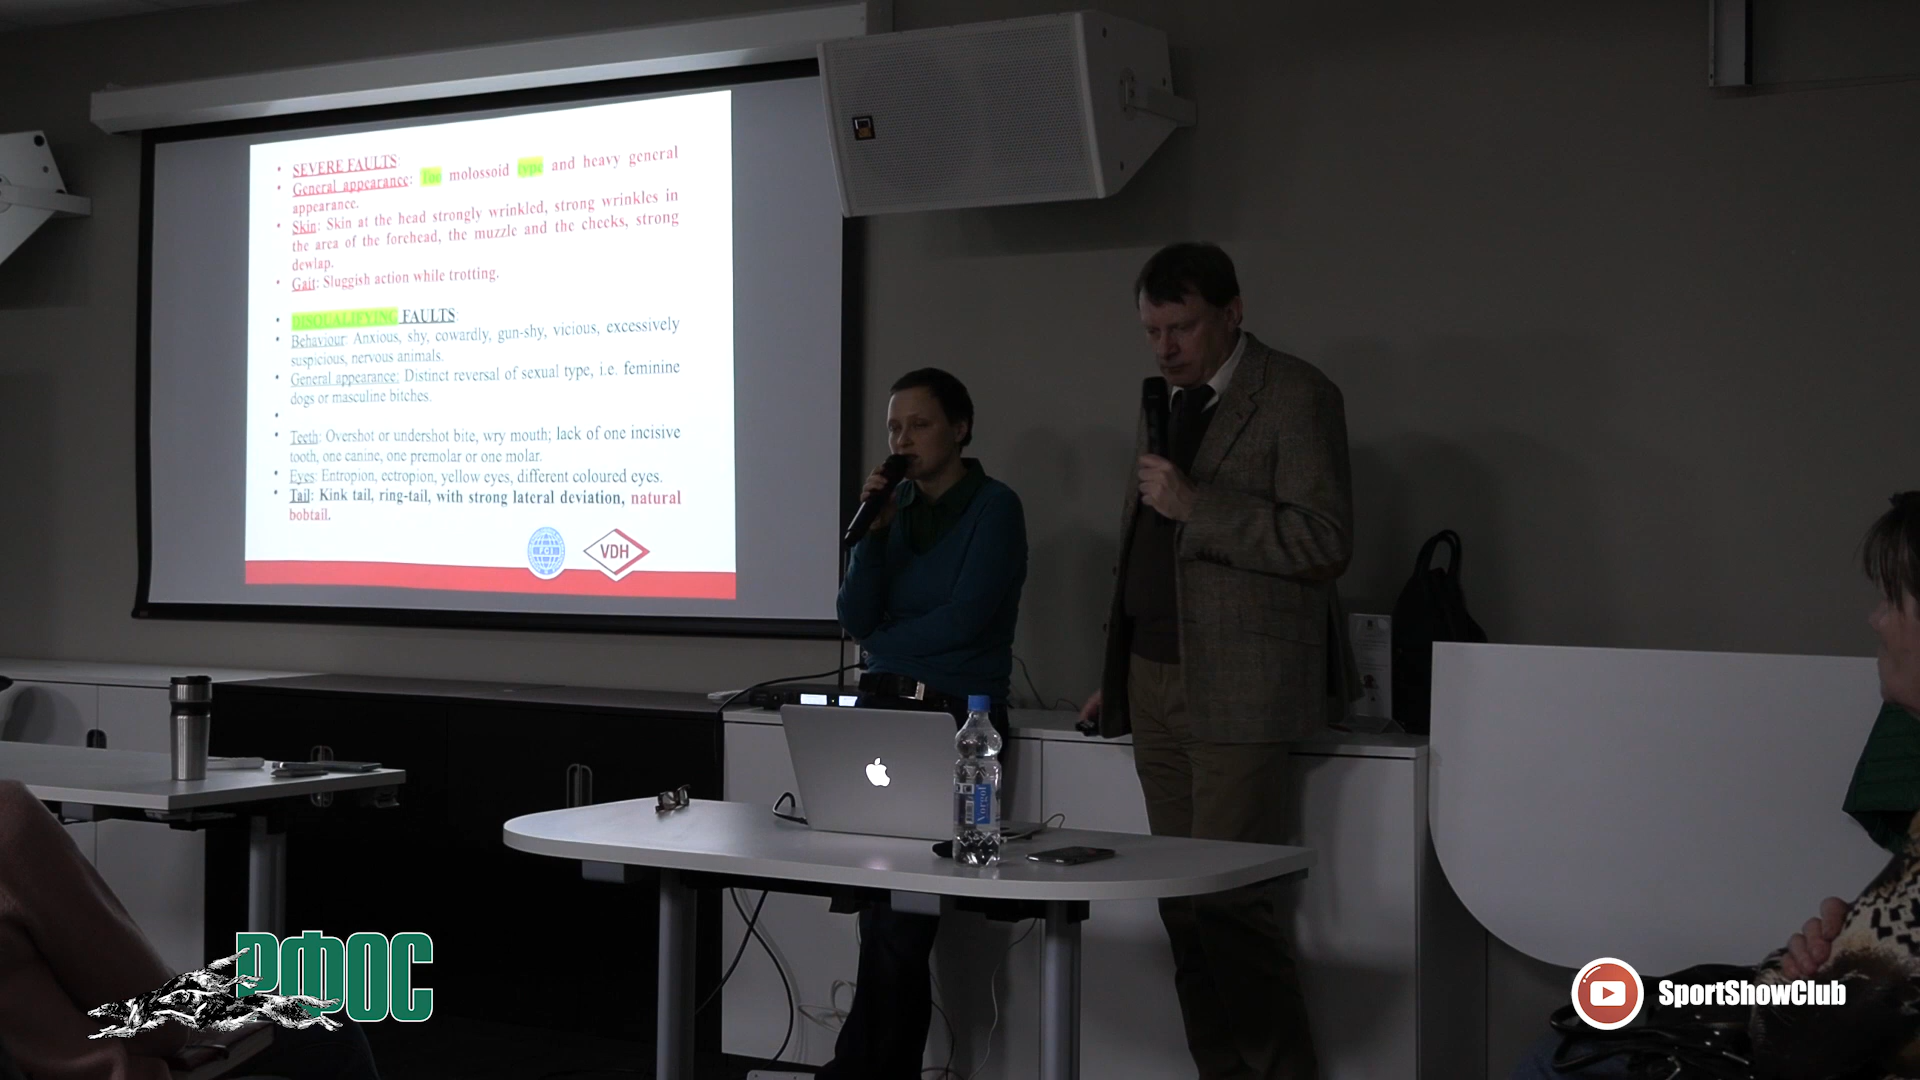 • SEVERE FAULTS:
• General appearance: Too molossoid type and heavy general
appearance.
• Skin: Skin at the head strongly wrinkled, strong wrinkles in
the area of the forehead, the muzzle and the cheeks, strong
dewlap.
• Gait: Sluggish action while trotting.
• DISQUALIFYING FAULTS:
• Behaviour: Anxious, shy, cowardly, gun-shy, vicious, excessively
suspicious, nervous animals.
• General appearance: Distinct reversal of sexual type, i.e. feminine
dogs or masculine bitches.
•
• Teeth: Overshot or undershot bite, wry mouth; lack of one incisive
tooth, one canine, one premolar or one molar.
• Eyes: Entropion, ectropion, yellow eyes, different coloured eyes.
• Tail: Kink tail, ring-tail, with strong lateral deviation, natural
bobtail.
FCI
VDH
Vorgol
РФОС
SportShowClub